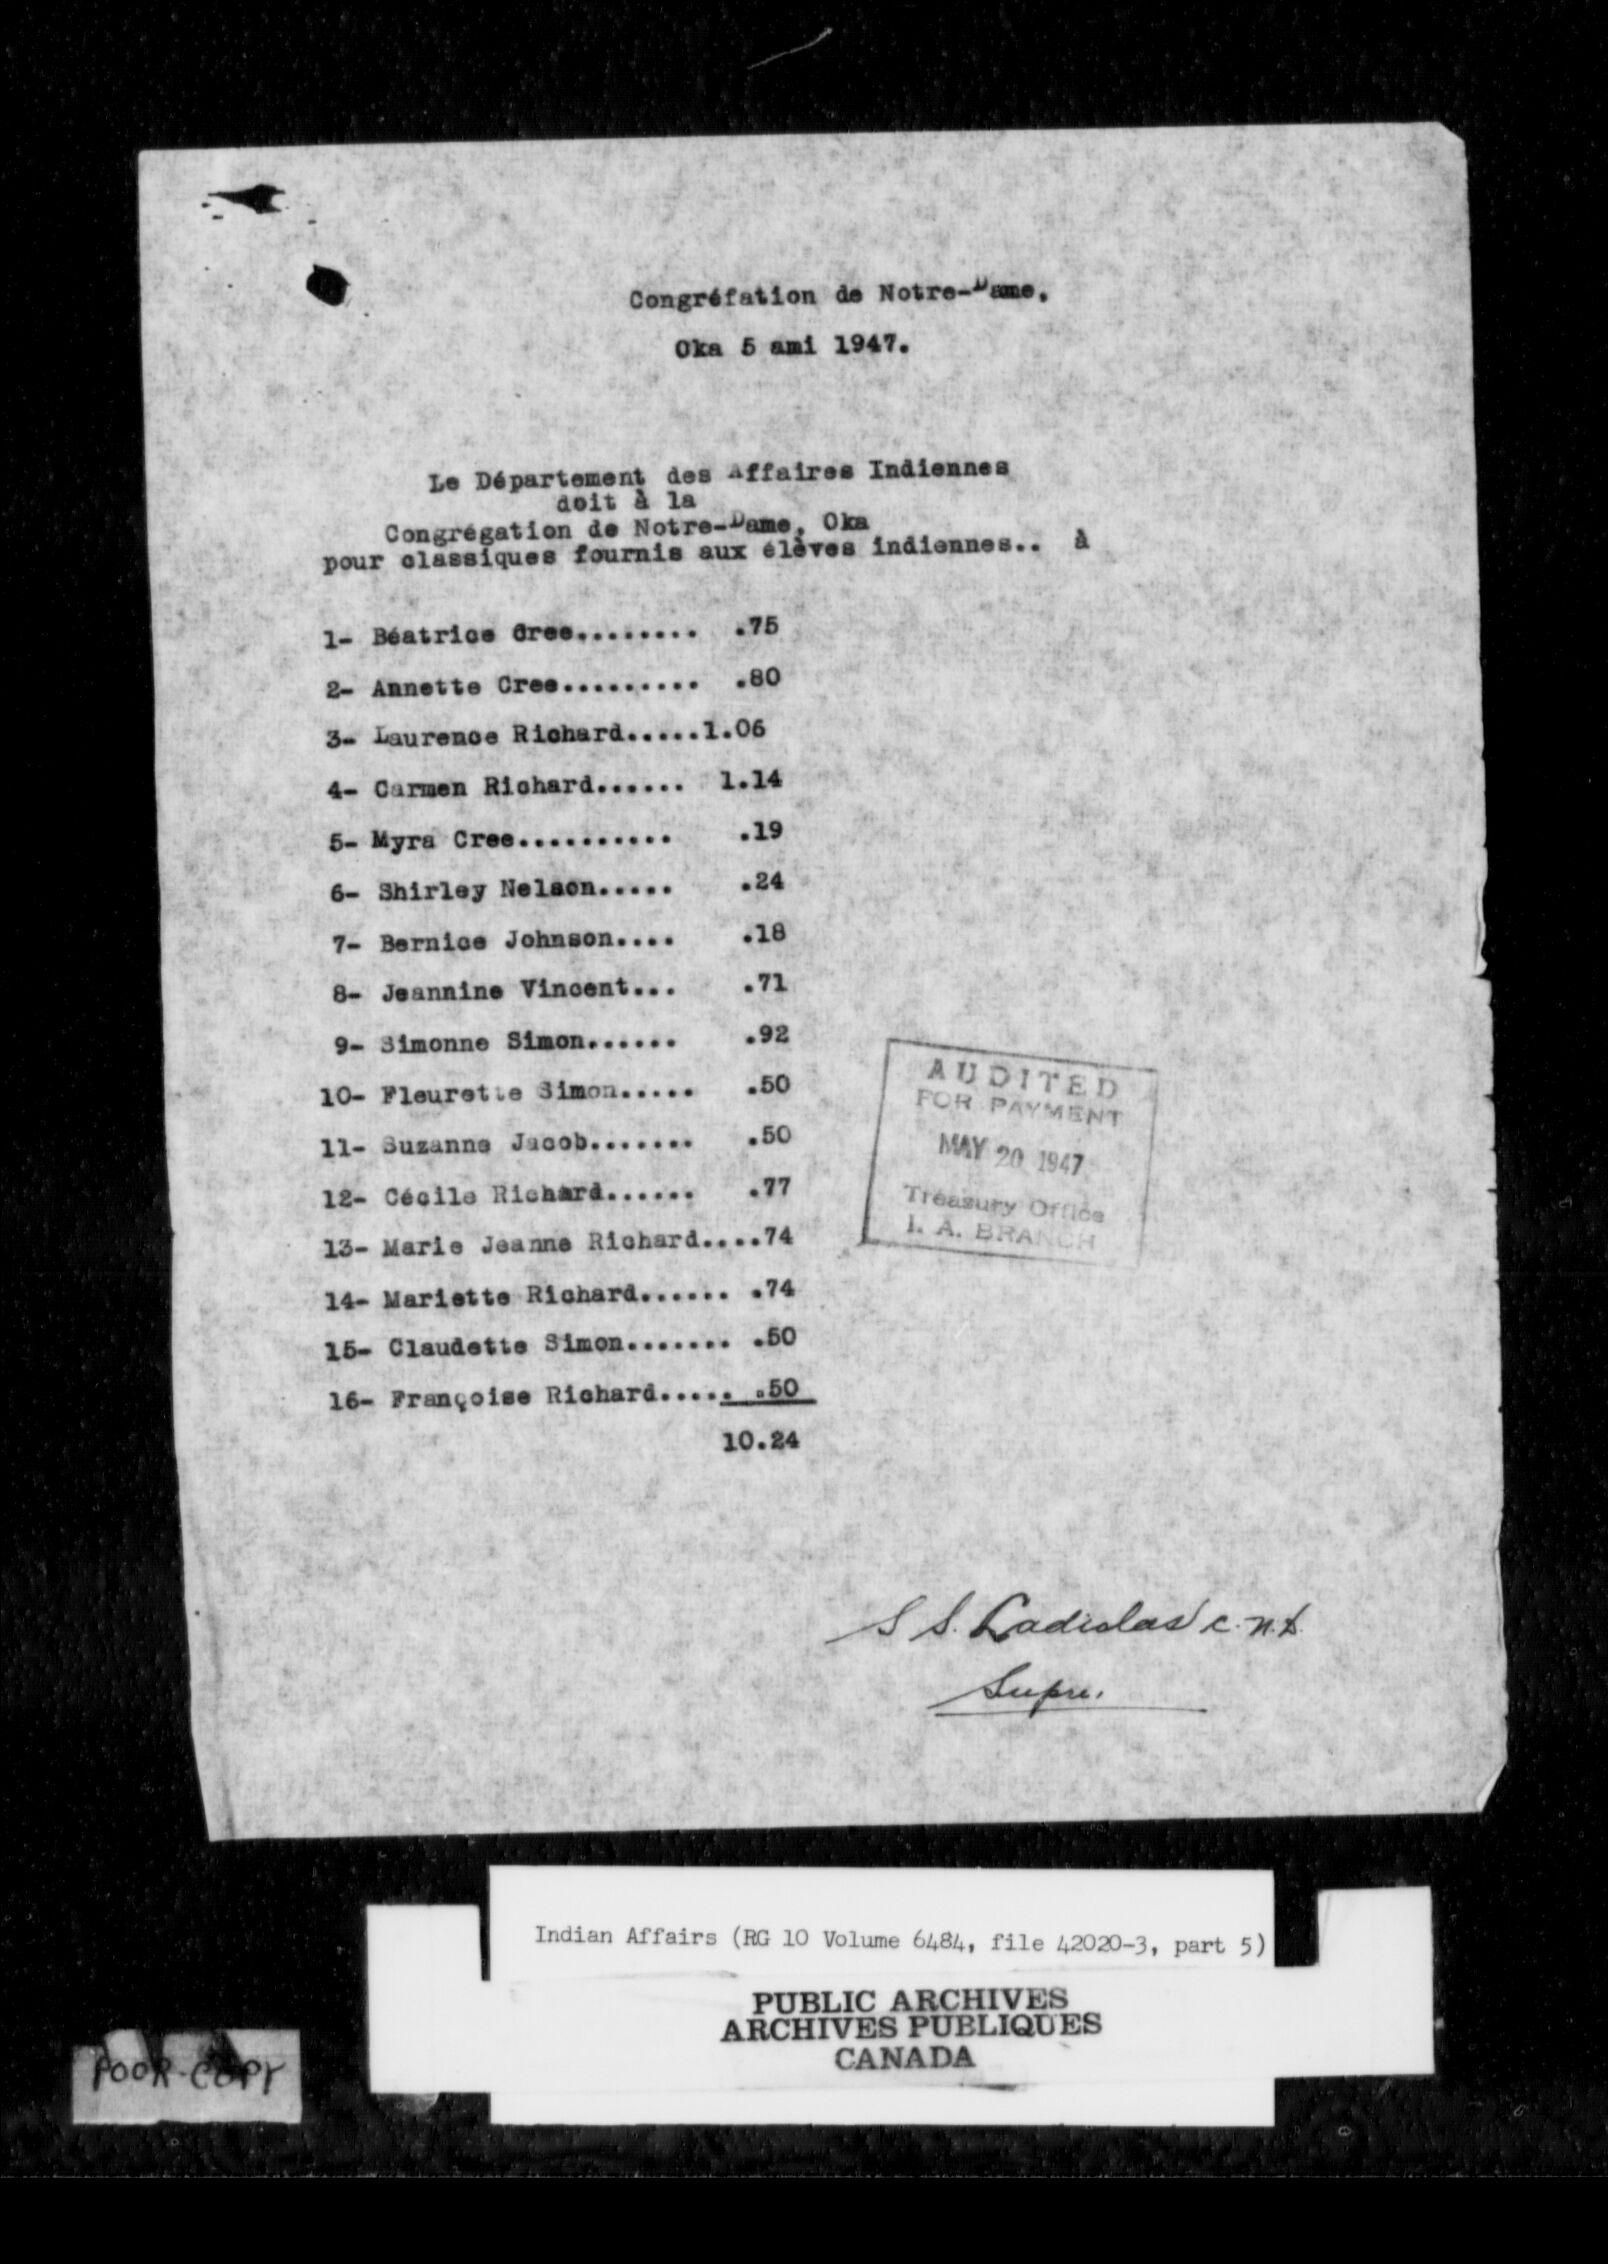 Congréfation de Notre-Dame.
Oka 5 ami 1947.
Le Département des Affaires Indiennes
doit à la
Congrégation de Notre-Dame, Oka
pour classiques fournis aux élèves indiennes.. à
1- Béatrice Cree........ .75
2- Annette Cree......... .80
3- Laurence Richard.....1.06
4- Carmen Richard...... 1.14
5- Myra Cree.......... .19
6- Shirley Nelson..... .24
7- Bernice Johnson.... .18
8- Jeannine Vincent... .71
9- Simonne Simon...... .92
10- Fleurette Simon..... .50
11- Suzanne Jacob....... .50
12- Cécile Richard...... .77
13- Marie Jeanne Richard....74
14- Mariette Richard...... .74
15- Claudette Simon....... .50
16- Françoise Richard..... .50
10.24
AUDITED
FOR PAYMENT
MAY 20 1947
Treasury Office
I. A. BRANCH
S S. Ladislas c.n.d.
Supre.
Indian Affairs (RG 10 Volume 6484, file 42020-3, part 5)
PUBLIC ARCHIVES
ARCHIVES PUBLIQUES
CANADA
POOR COPY